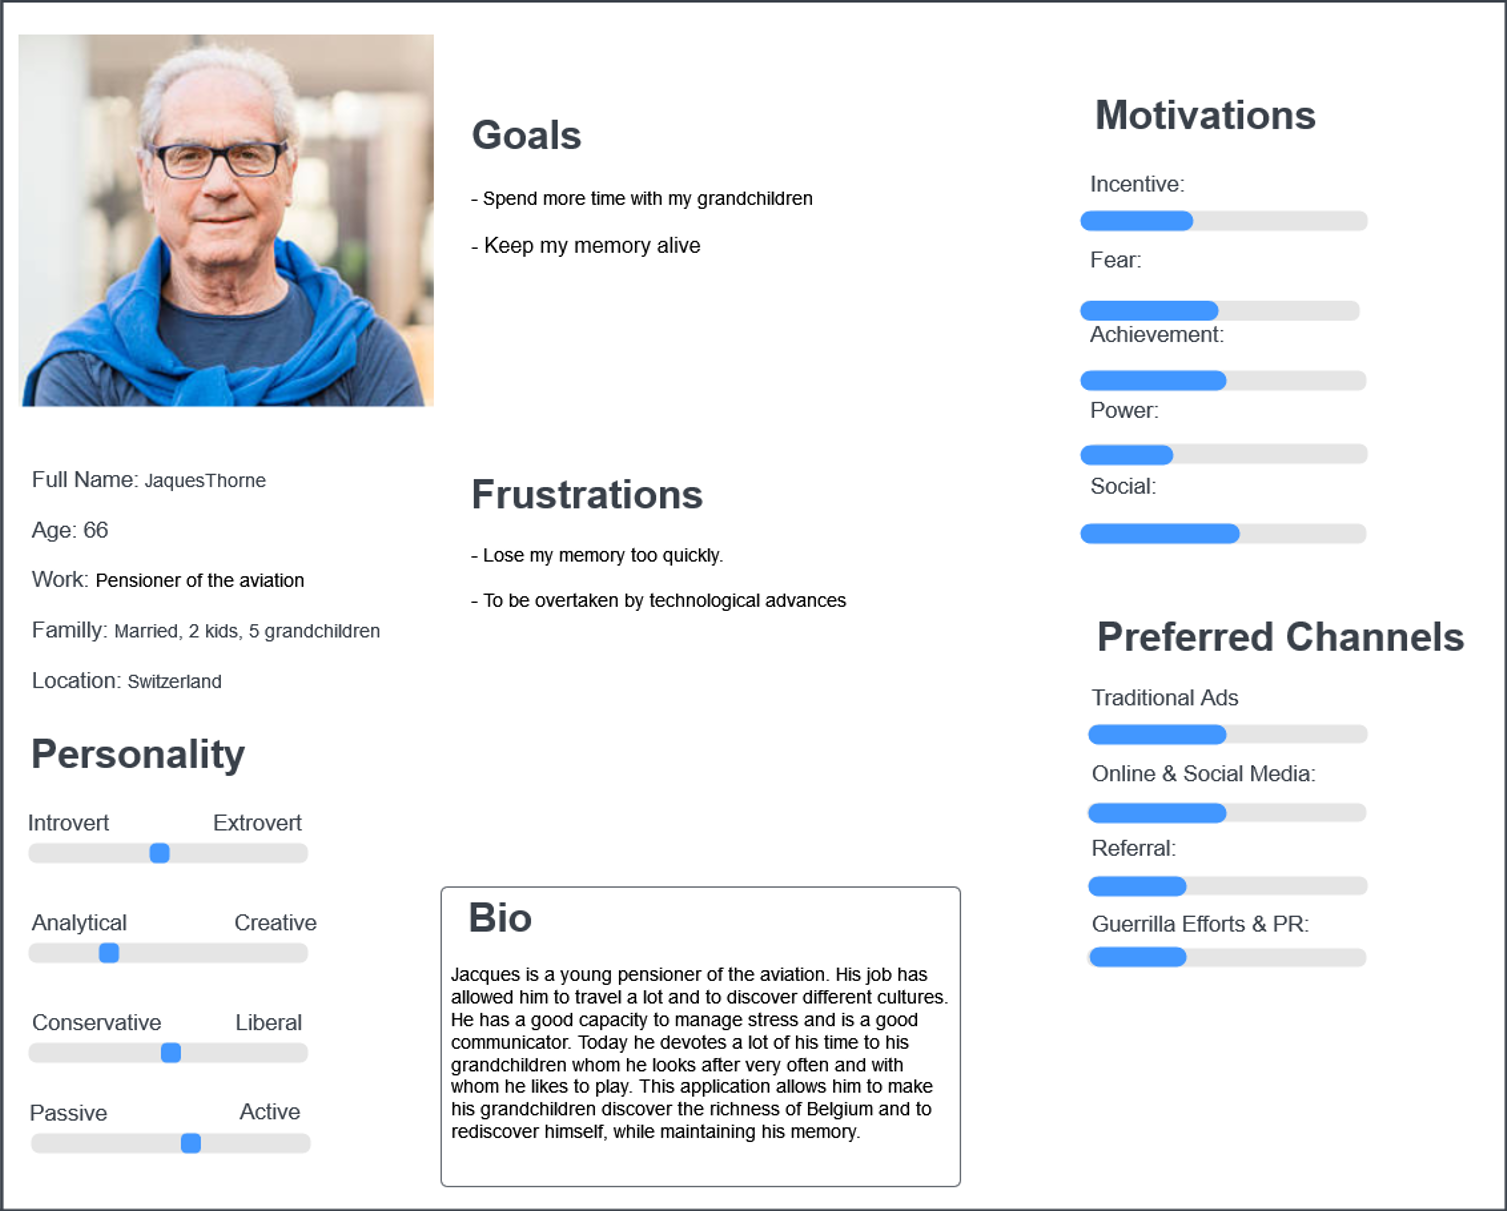 Full Name: JaquesThorne
Age: 66
Work: Pensioner of the aviation
Familly: Married, 2 kids, 5 grandchildren
Location: Switzerland
Personality
Introvert Extrovert
Analytical Creative
Conservative Liberal
Passive Active
Goals
- Spend more time with my grandchildren
- Keep my memory alive
Frustrations
- Lose my memory too quickly.
- To be overtaken by technological advances
Bio
Jacques is a young pensioner of the aviation. His job has
allowed him to travel a lot and to discover different cultures.
He has a good capacity to manage stress and is a good
communicator. Today he devotes a lot of his time to his
grandchildren whom he looks after very often and with
whom he likes to play. This application allows him to make
his grandchildren discover the richness of Belgium and to
rediscover himself, while maintaining his memory.
Motivations
Incentive:
Fear:
Achievement:
Power:
Social:
Preferred Channels
Traditional Ads
Online & Social Media:
Referral:
Guerrilla Efforts & PR: